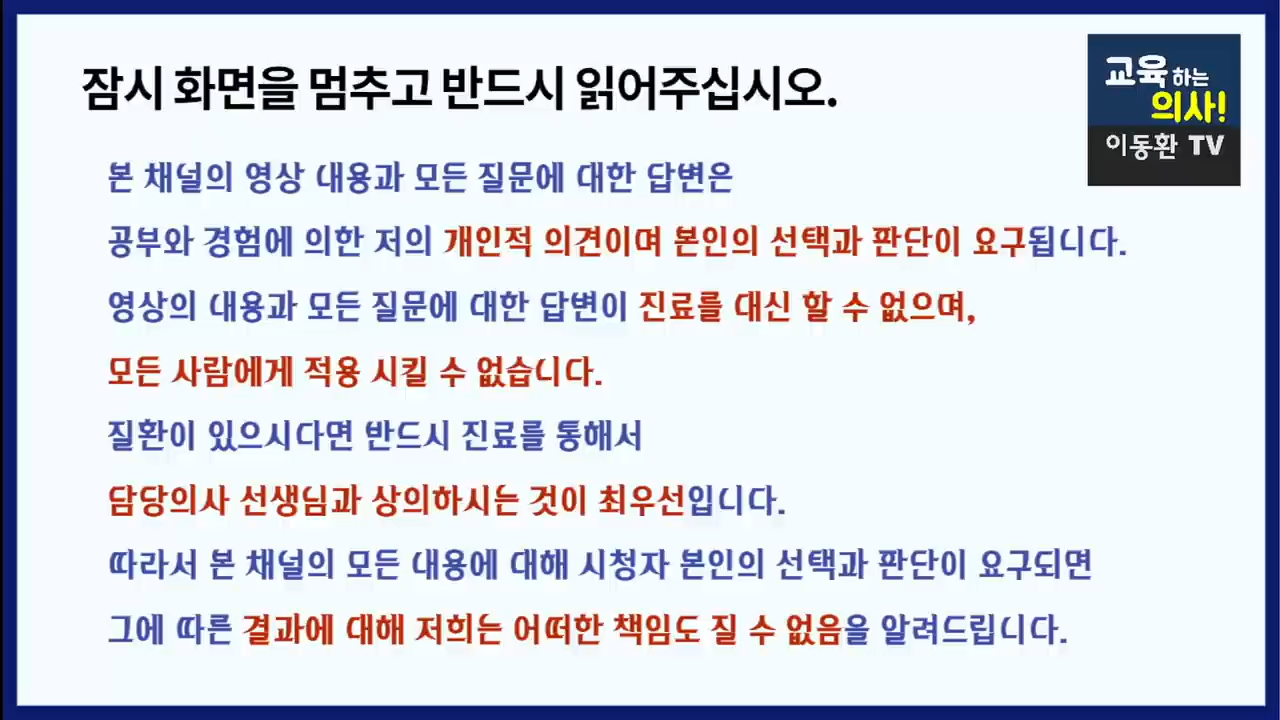 잠시 화면을 멈추고 반드시 읽어주십시오.
교육하는
의사!
이동환 TV
본 채널의 영상 내용과 모든 질문에 대한 답변은
공부와 경험에 의한 저의 개인적 의견이며 본인의 선택과 판단이 요구됩니다.
영상의 내용과 모든 질문에 대한 답변이 진료를 대신 할 수 없으며,
모든 사람에게 적용 시킬 수 없습니다.
질환이 있으시다면 반드시 진료를 통해서
담당의사 선생님과 상의하시는 것이 최우선입니다.
따라서 본 채널의 모든 내용에 대해 시청자 본인의 선택과 판단이 요구되면
그에 따른 결과에 대해 저희는 어떠한 책임도 질 수 없음을 알려드립니다.